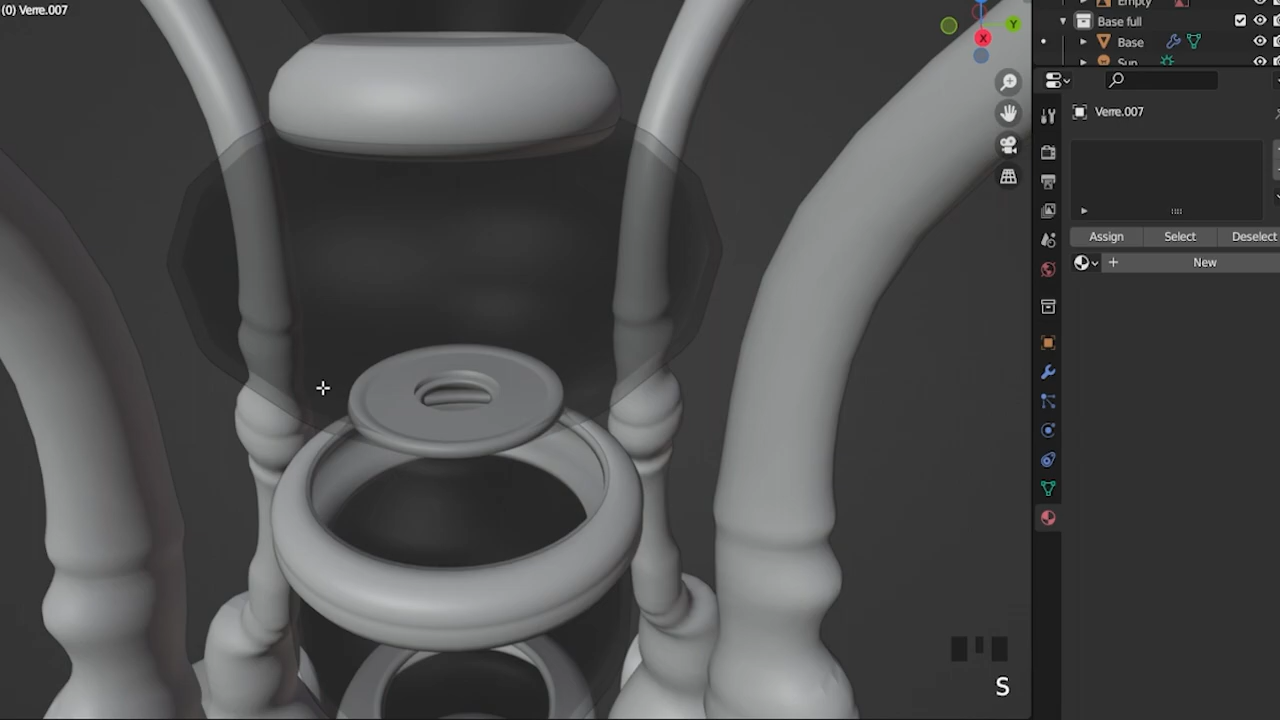 (0) Verre.007
Empty
Base full
Base
Sun
Y
X
Verre.007
Assign
Select
Deselect
New
S